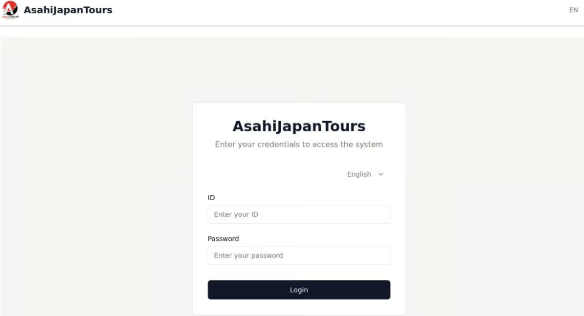 AsahiJapanTours
EN
AsahiJapanTours
Enter your credentials to access the system
English
ID
Enter your ID
Password
Enter your password
Login